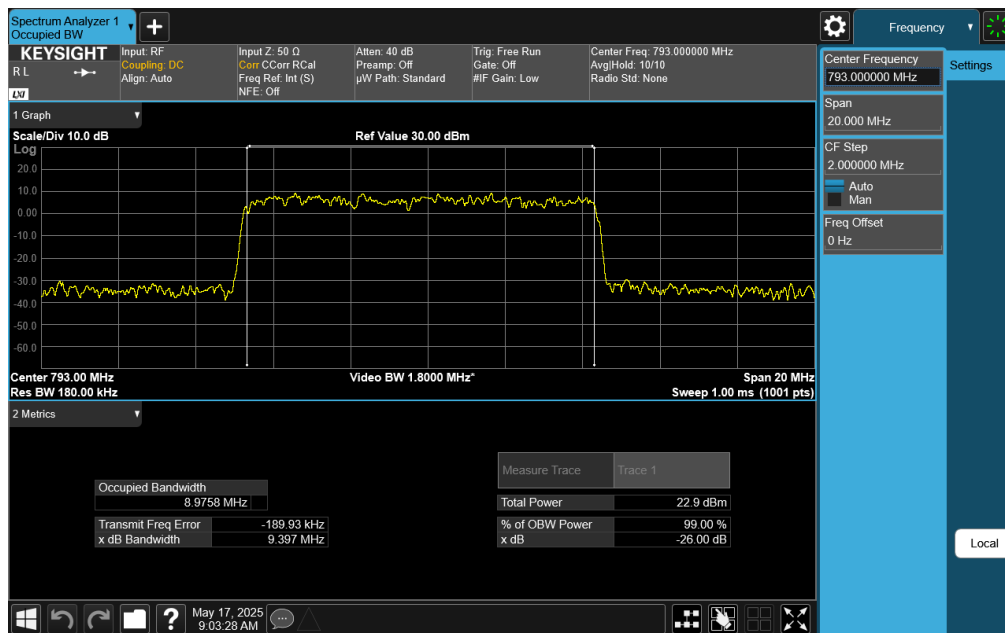 Spectrum Analyzer 1
Occupied BW
Frequency
KEYSIGHT
R L
LXI
Input: RF
Coupling: DC
Align: Auto
Input Z: 50 Ω
Corr CCorr RCal
Freq Ref: Int (S)
NFE: Off
Atten: 40 dB
Preamp: Off
µW Path: Standard
Trig: Free Run
Gate: Off
#IF Gain: Low
Center Freq: 793.000000 MHz
Avg|Hold: 10/10
Radio Std: None
Center Frequency
793.000000 MHz
Settings
Span
20.000 MHz
CF Step
2.000000 MHz
Auto
Man
Freq Offset
0 Hz
1 Graph
Scale/Div 10.0 dB
Ref Value 30.00 dBm
Log
20.0
10.0
0.00
-10.0
-20.0
-30.0
-40.0
-50.0
-60.0
Center 793.00 MHz
Video BW 1.8000 MHz*
Span 20 MHz
Res BW 180.00 kHz
Sweep 1.00 ms (1001 pts)
2 Metrics
Measure Trace
Trace 1
Occupied Bandwidth
8.9758 MHz
Total Power
22.9 dBm
Transmit Freq Error
-189.93 kHz
% of OBW Power
99.00 %
x dB Bandwidth
9.397 MHz
x dB
-26.00 dB
Local
?
May 17, 2025
9:03:28 AM